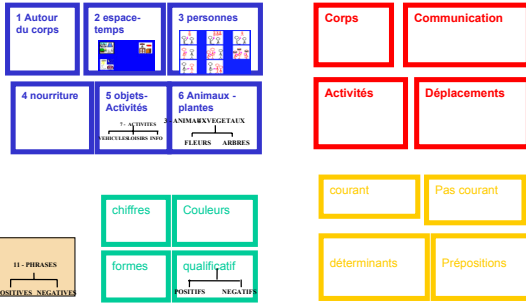 1 Autour
du corps
2 espace-
temps
3 personnes
4 nourriture
5 objets-
Activités
7 - ACTIVITES
VEHICULES LOISIRS INFO
6 Animaux -
plantes
3 - ANIMAUX VEGETAUX
FLEURS ARBRES
Corps
Communication
Activités
Déplacements
chiffres
Couleurs
formes
qualificatif
POSITIFS NEGATIFS
courant
Pas courant
déterminants
Prépositions
11 - PHRASES
POSITIVES NEGATIVES